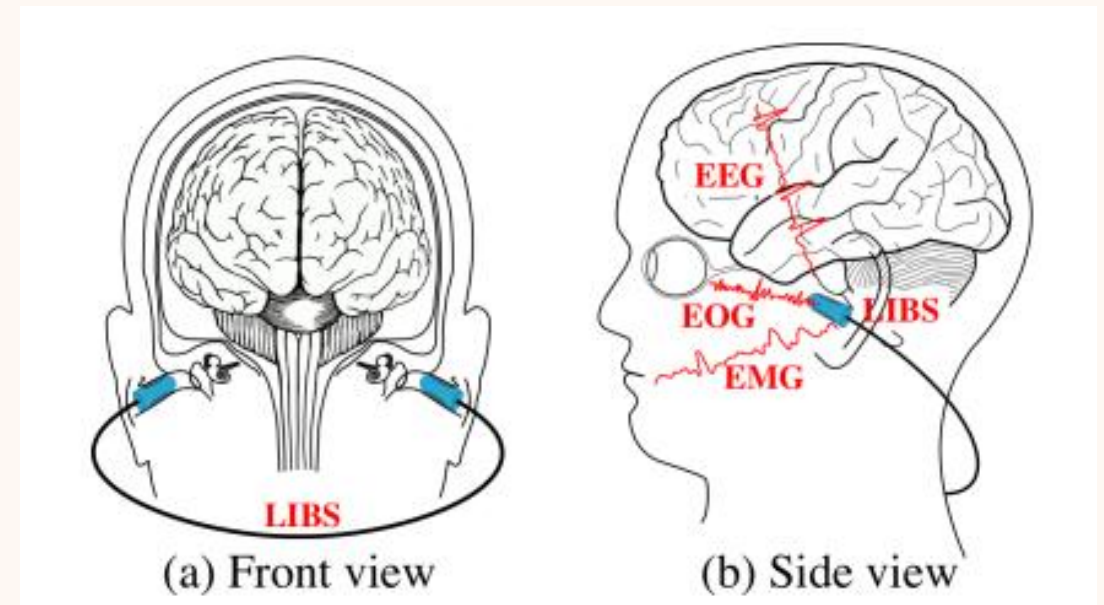 LIBS
(a) Front view
EEG
EOG
LIBS
EMG
(b) Side view